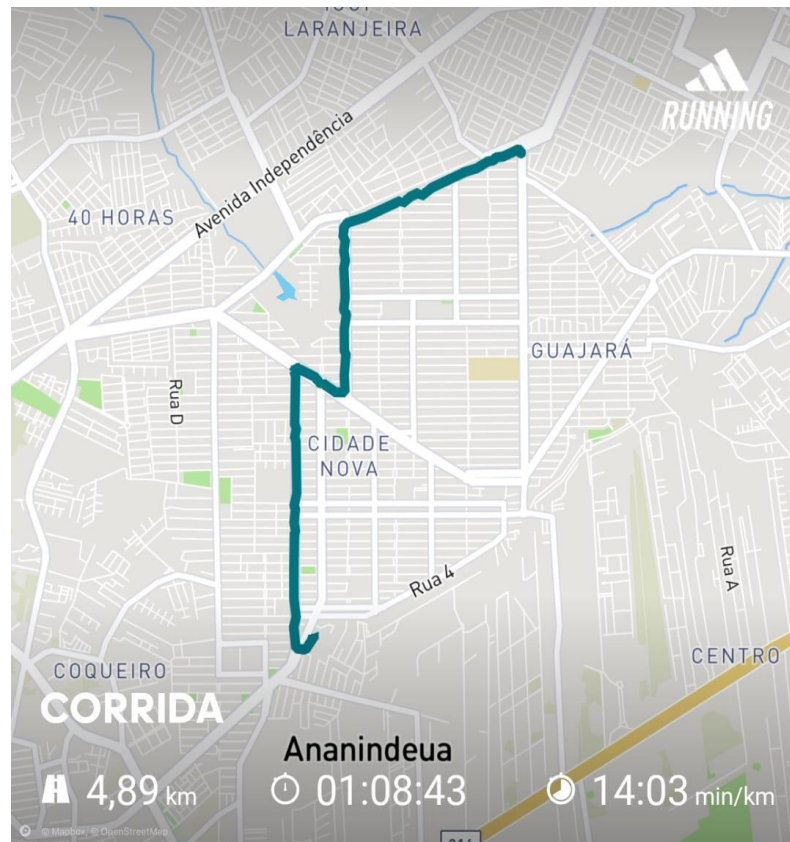 LARANJEIRA
RUNNING
Avenida Independência
40 HORAS
GUAJARÁ
Rua D
CIDADE
NOVA
Rua 4
Rua A
CENTRO
COQUEIRO
CORRIDA
Ananindeua
4,89 km 01:08:43 14:03 min/km
© Mapbox, © OpenStreetMap